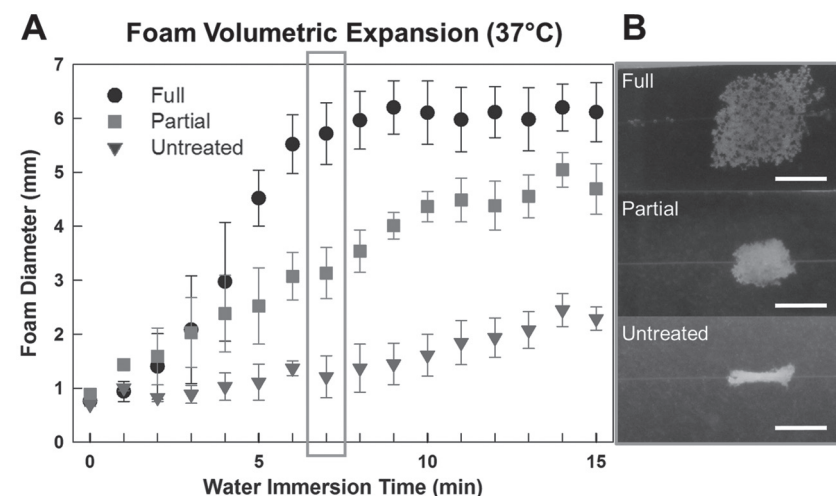 A
Foam Volumetric Expansion (37°C)
B
7
6
5
4
3
2
1
0
Foam Diameter (mm)
Full
Partial
Untreated
0
5
10
15
Water Immersion Time (min)
Full
Partial
Untreated